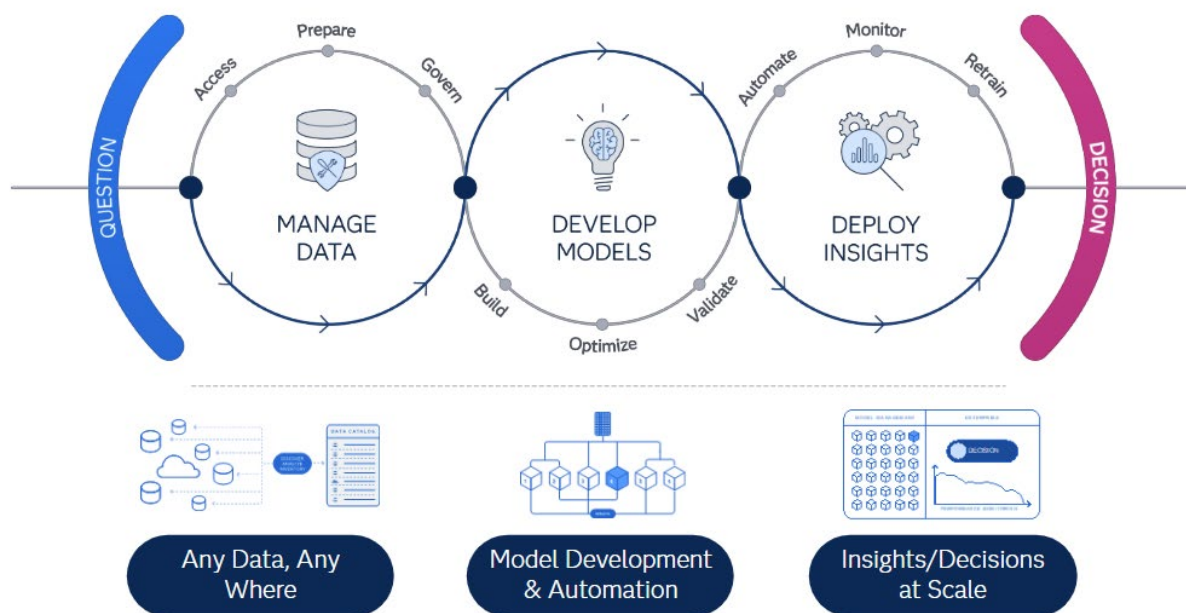 QUESTION
Access
Prepare
Govern
MANAGE
DATA
DEVELOP
MODELS
Build
Optimize
Validate
Automate
Monitor
Retrain
DEPLOY
INSIGHTS
DECISION
DATA CATALOG
DECISION
Any Data, Any
Where
Model Development
& Automation
Insights/Decisions
at Scale